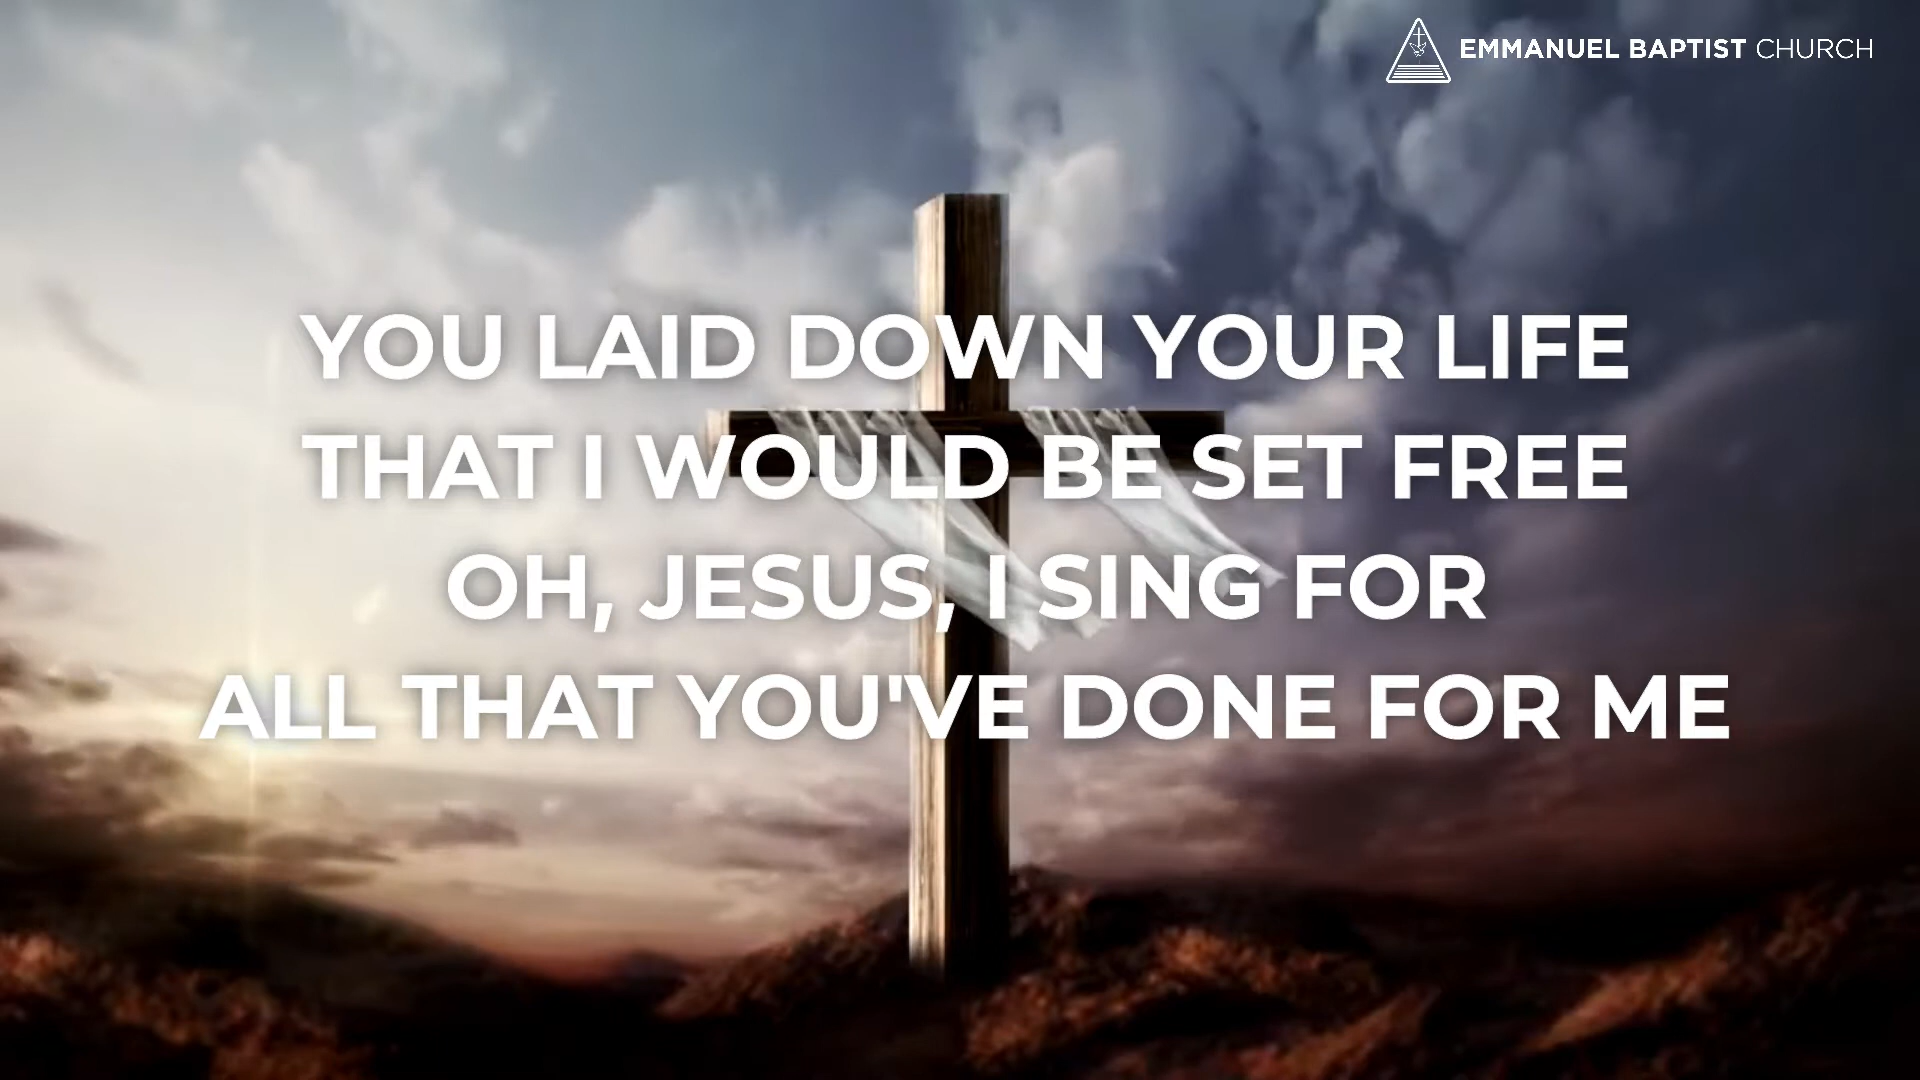 EMMANUEL BAPTIST CHURCH
YOU LAID DOWN YOUR LIFE
THAT I WOULD BE SET FREE
OH, JESUS, I SING FOR
ALL THAT YOU'VE DONE FOR ME